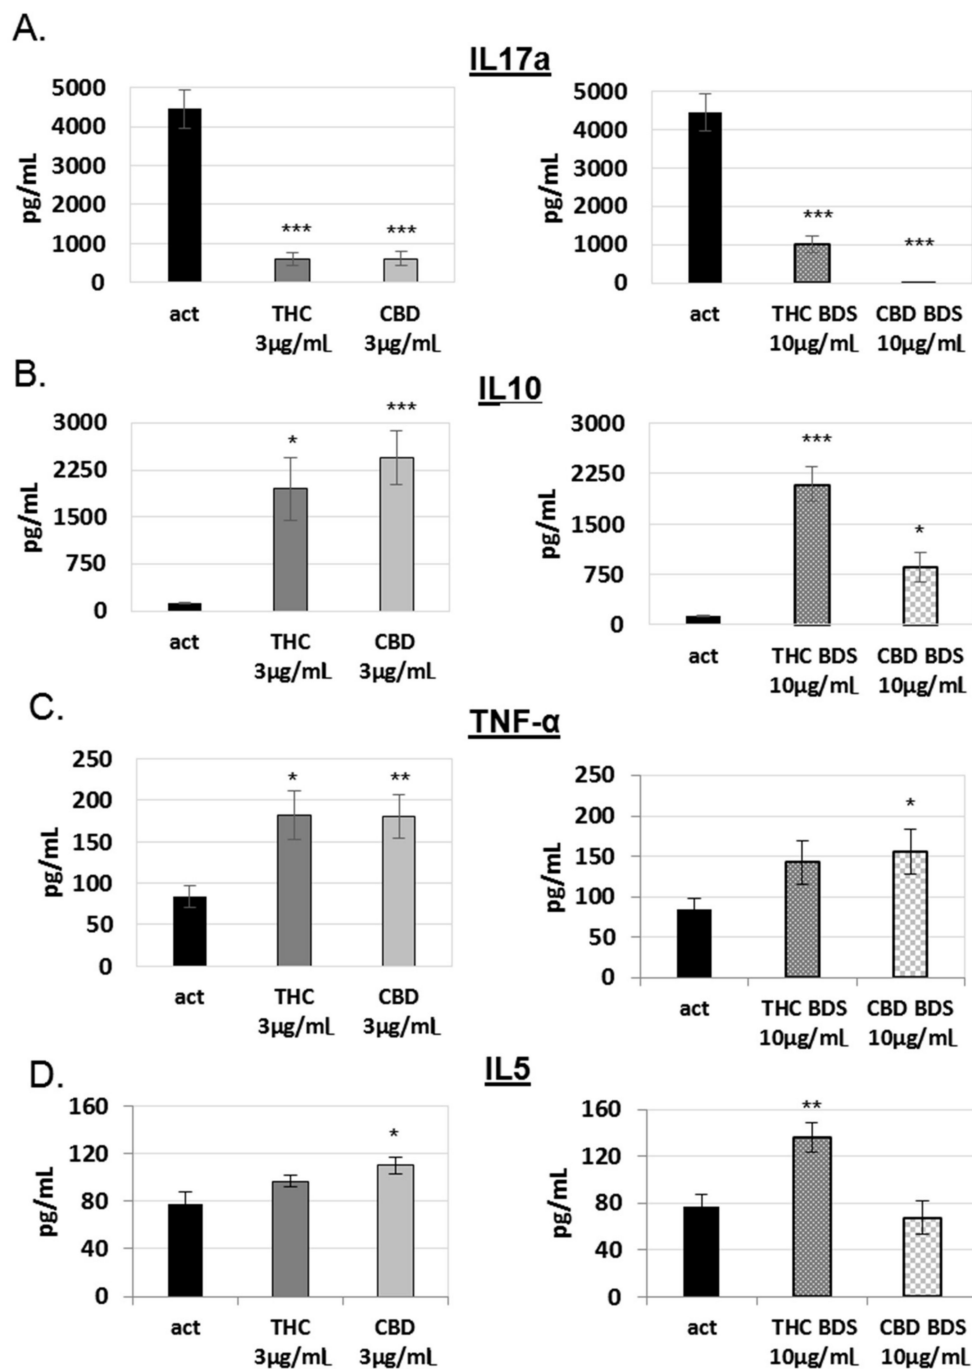 A.
IL17a
5000
4000
3000
2000
1000
0
pg/mL
***
***
act
THC
3µg/mL
CBD
3µg/mL
5000
4000
3000
2000
1000
0
pg/mL
***
***
act
THC BDS
10µg/mL
CBD BDS
10µg/mL
B.
IL10
3000
2250
1500
750
0
pg/mL
*
***
act
THC
3µg/mL
CBD
3µg/mL
3000
2250
1500
750
0
pg/mL
***
*
act
THC BDS
10µg/mL
CBD BDS
10µg/mL
C.
TNF-α
250
200
150
100
50
0
pg/mL
*
**
act
THC
3µg/mL
CBD
3µg/mL
250
200
150
100
50
0
pg/mL
*
act
THC BDS
10µg/mL
CBD BDS
10µg/mL
D.
IL5
160
120
80
40
0
pg/mL
*
act
THC
3µg/mL
CBD
3µg/mL
160
120
80
40
0
pg/mL
**
act
THC BDS
10µg/mL
CBD BDS
10µg/mL